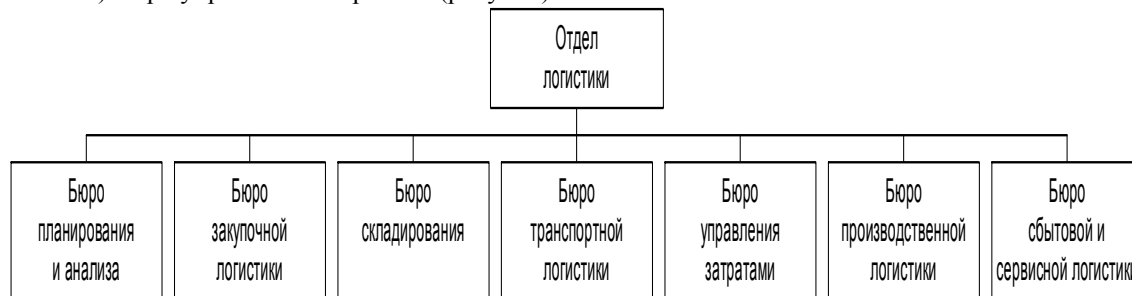 Отдел
логистики
Бюро
планирования
и анализа
Бюро
закупочной
логистики
Бюро
складирования
Бюро
транспортной
логистики
Бюро
управления
затратами
Бюро
производственной
логистики
Бюро
сбытовой и
сервисной логистики